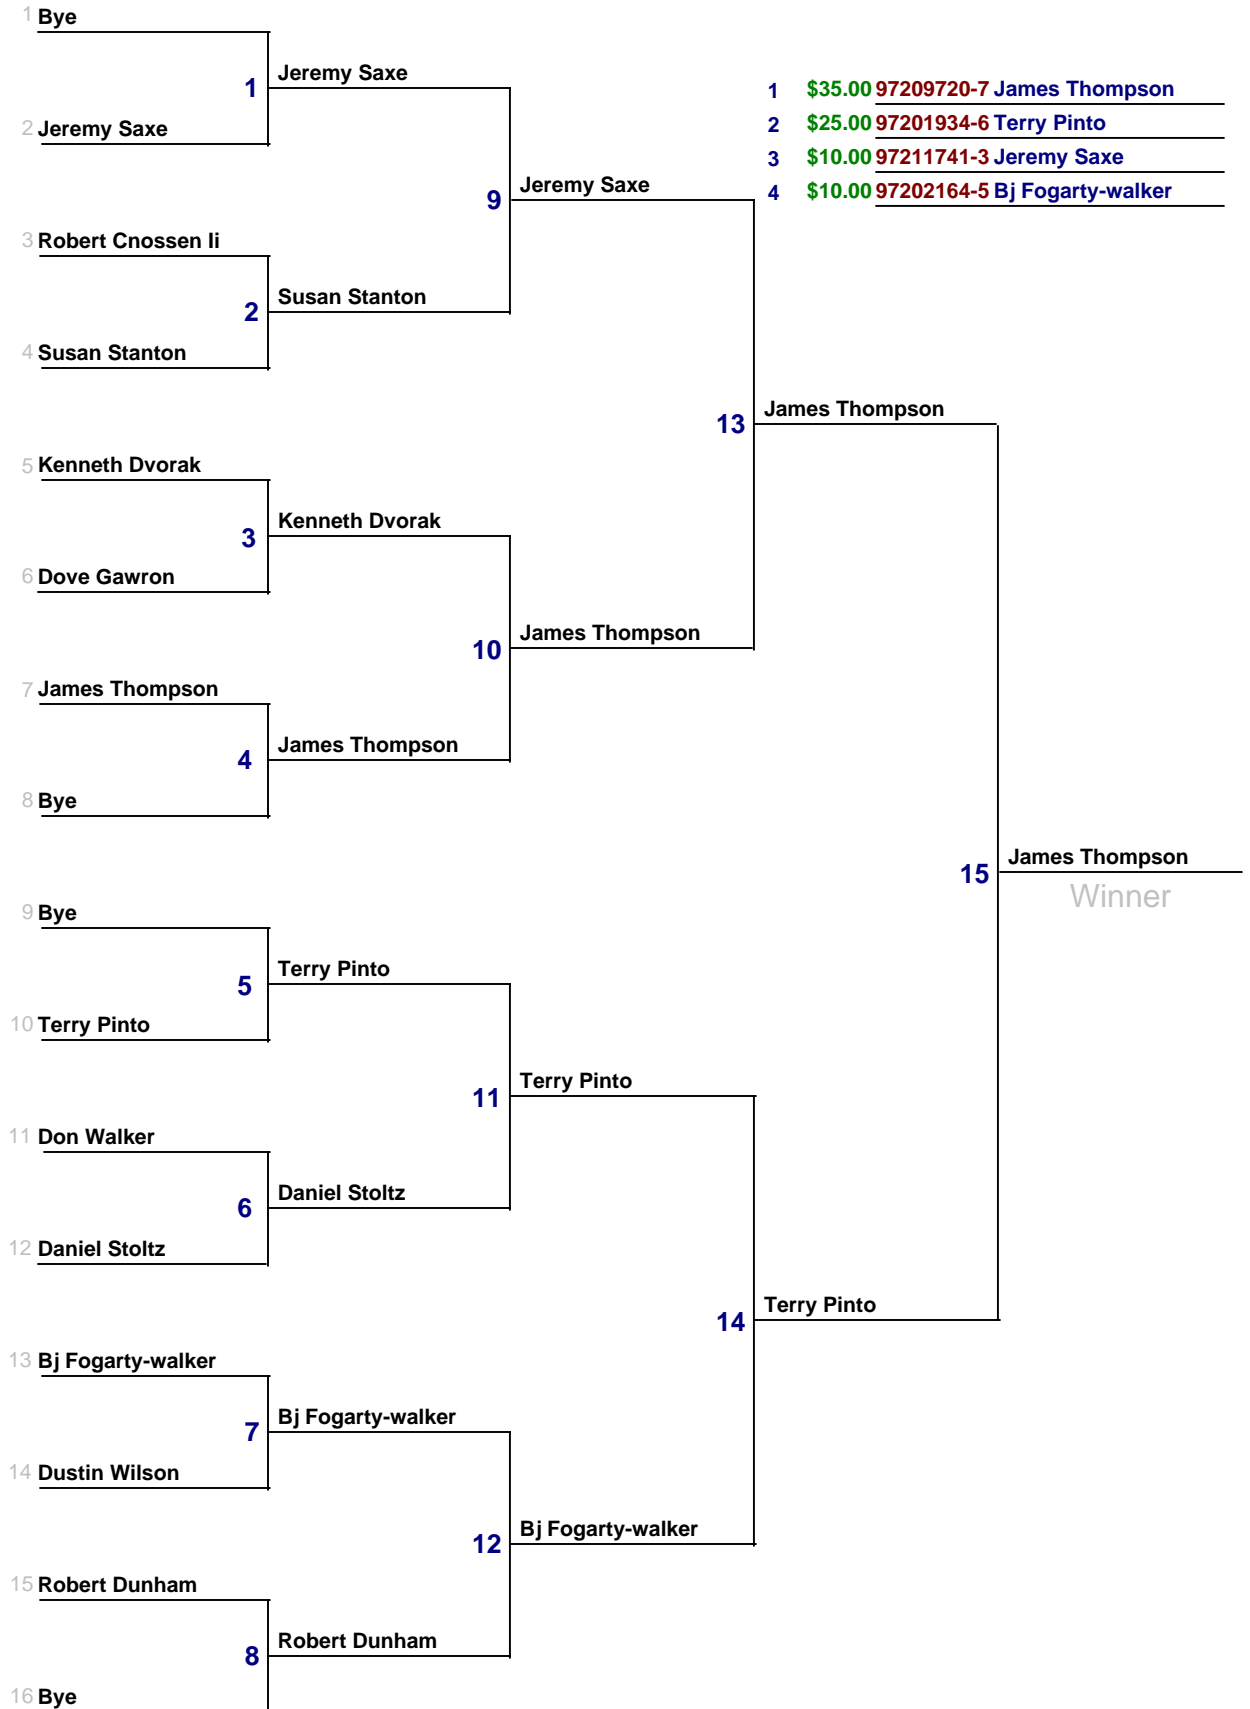 1 Bye
Jeremy Saxe
1
1 $35.00 97209720-7 James Thompson
2 $25.00 97201934-6 Terry Pinto
2 Jeremy Saxe
3 $10.00 97211741-3 Jeremy Saxe
Jeremy Saxe
9
4 $10.00 97202164-5 Bj Fogarty-walker
3 Robert Cnossen Ii
Susan Stanton
2
4 Susan Stanton
James Thompson
13
5 Kenneth Dvorak
Kenneth Dvorak
3
6 Dove Gawron
James Thompson
10
7 James Thompson
James Thompson
4
8 Bye
James Thompson
15
Winner
9 Bye
Terry Pinto
5
10 Terry Pinto
Terry Pinto
11
11 Don Walker
Daniel Stoltz
6
12 Daniel Stoltz
Terry Pinto
14
13 Bj Fogarty-walker
Bj Fogarty-walker
7
14 Dustin Wilson
Bj Fogarty-walker
12
15 Robert Dunham
Robert Dunham
8
16 Bye